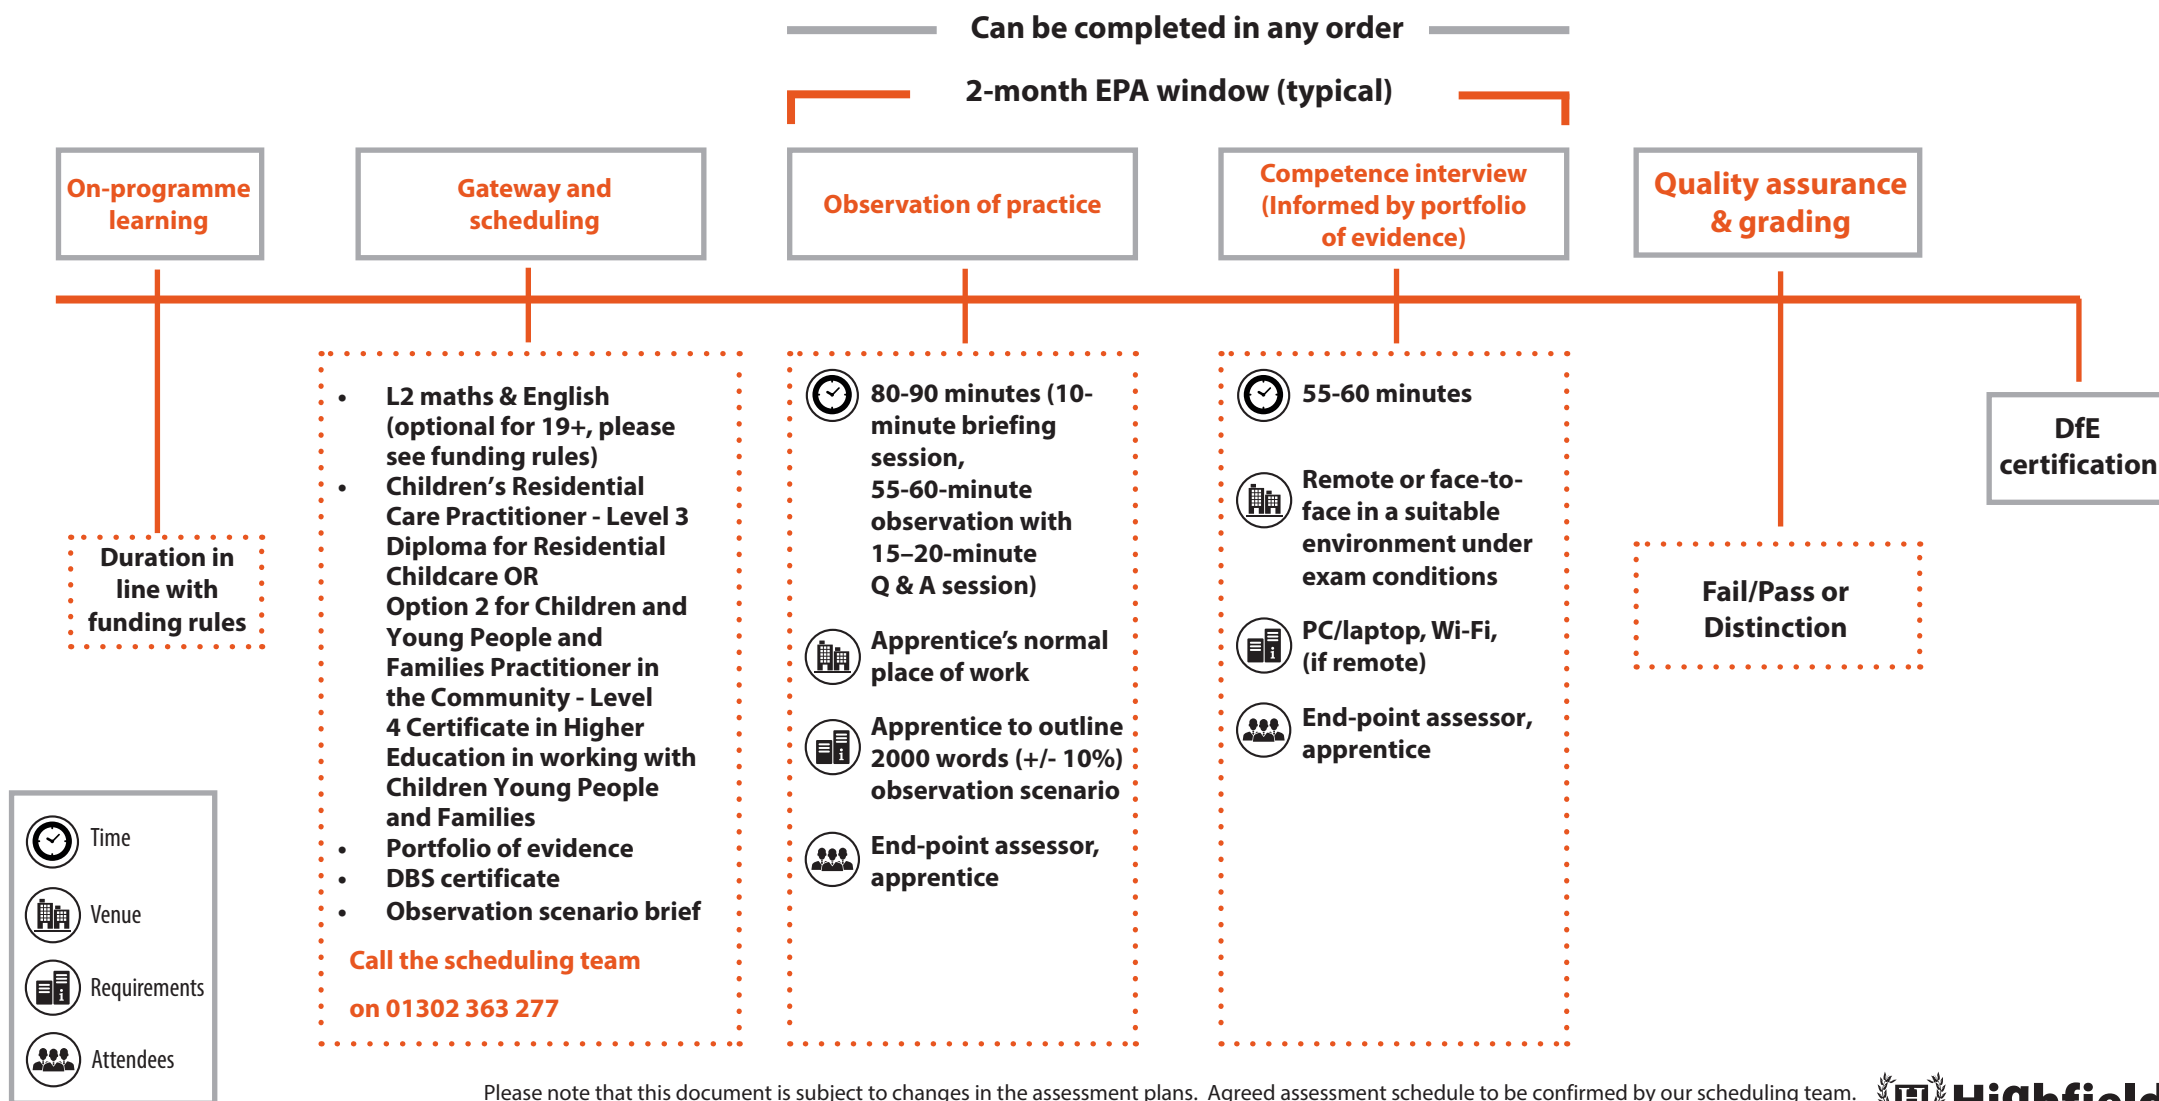 Can be completed in any order
2-month EPA window (typical)
On-programme
learning
Gateway and
scheduling
Observation of practice
Competence interview
(Informed by portfolio
of evidence)
Quality assurance
& grading
Duration in
line with
funding rules
• L2 maths & English
(optional for 19+, please
see funding rules)
• Children’s Residential
Care Practitioner - Level 3
Diploma for Residential
Childcare OR
Option 2 for Children and
Young People and
Families Practitioner in
the Community - Level
4 Certificate in Higher
Education in working with
Children Young People
and Families
• Portfolio of evidence
• DBS certificate
• Observation scenario brief
Call the scheduling team
on 01302 363 277
80-90 minutes (10-
minute briefing
session,
55-60-minute
observation with
15–20-minute
Q & A session)
Apprentice’s normal
place of work
Apprentice to outline
2000 words (+/- 10%)
observation scenario
End-point assessor,
apprentice
55-60 minutes
Remote or face-to-
face in a suitable
environment under
exam conditions
PC/laptop, Wi-Fi,
(if remote)
End-point assessor,
apprentice
Fail/Pass or
Distinction
DfE
certification
Time
Venue
Requirements
Attendees
Please note that this document is subject to changes in the assessment plans. Agreed assessment schedule to be confirmed by our scheduling team.
Highfield